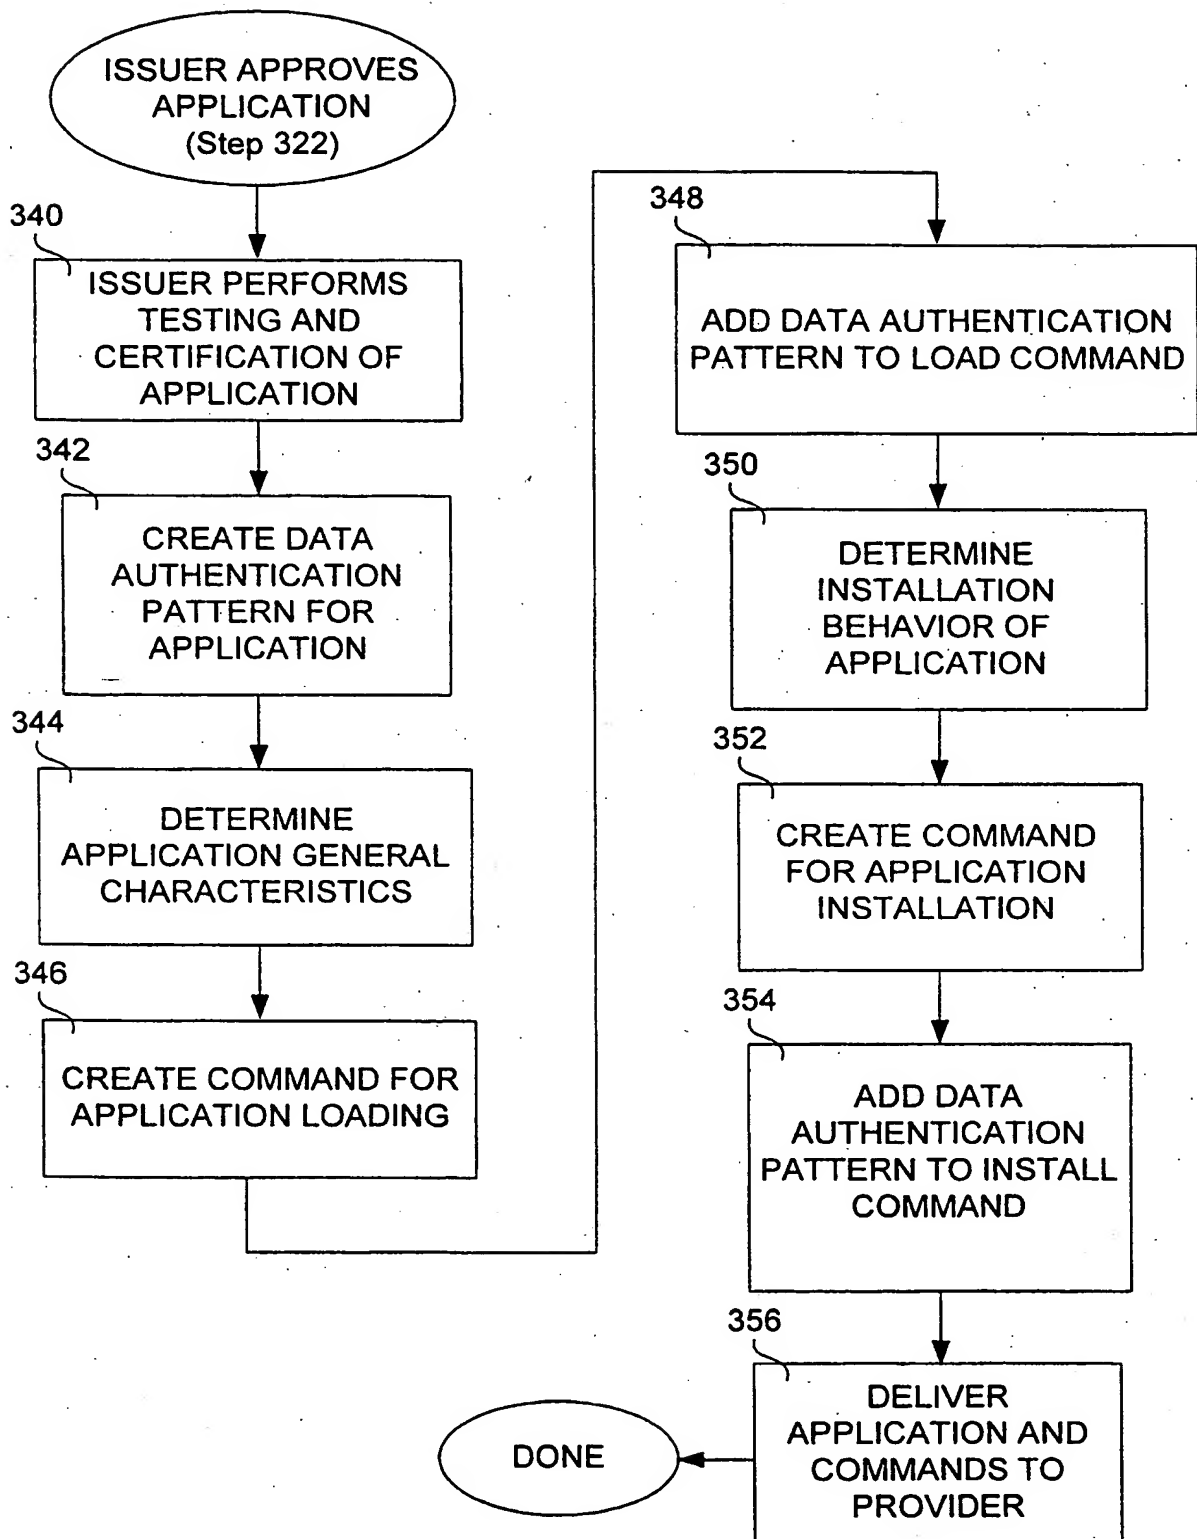 ISSUER APPROVES
APPLICATION
(Step 322)
340
ISSUER PERFORMS
TESTING AND
CERTIFICATION OF
APPLICATION
342
CREATE DATA
AUTHENTICATION
PATTERN FOR
APPLICATION
344
DETERMINE
APPLICATION GENERAL
CHARACTERISTICS
346
CREATE COMMAND FOR
APPLICATION LOADING
348
ADD DATA AUTHENTICATION
PATTERN TO LOAD COMMAND
350
DETERMINE
INSTALLATION
BEHAVIOR OF
APPLICATION
352
CREATE COMMAND
FOR APPLICATION
INSTALLATION
354
ADD DATA
AUTHENTICATION
PATTERN TO INSTALL
COMMAND
356
DELIVER
APPLICATION AND
COMMANDS TO
PROVIDER
DONE